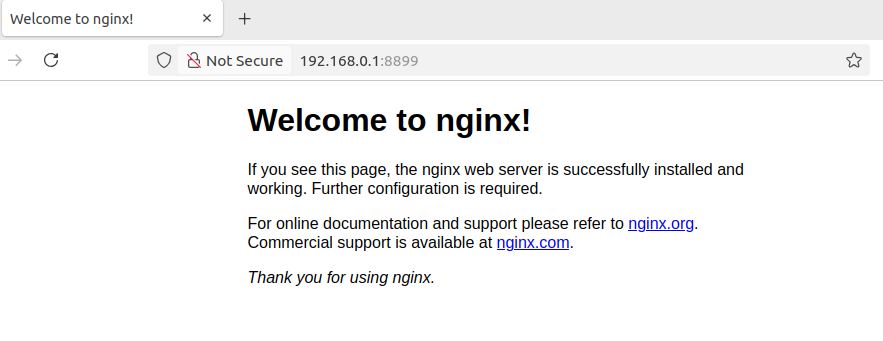 Welcome to nginx!
Not Secure 192.168.0.1:8899
Welcome to nginx!
If you see this page, the nginx web server is successfully installed and
working. Further configuration is required.
For online documentation and support please refer to nginx.org.
Commercial support is available at nginx.com.
Thank you for using nginx.